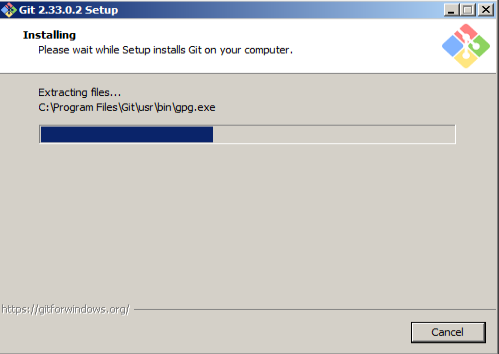 Git 2.33.0.2 Setup
Installing
Please wait while Setup installs Git on your computer.
Extracting files...
C:\Program Files\Git\usr\bin\gpg.exe
https://gitforwindows.org/
Cancel